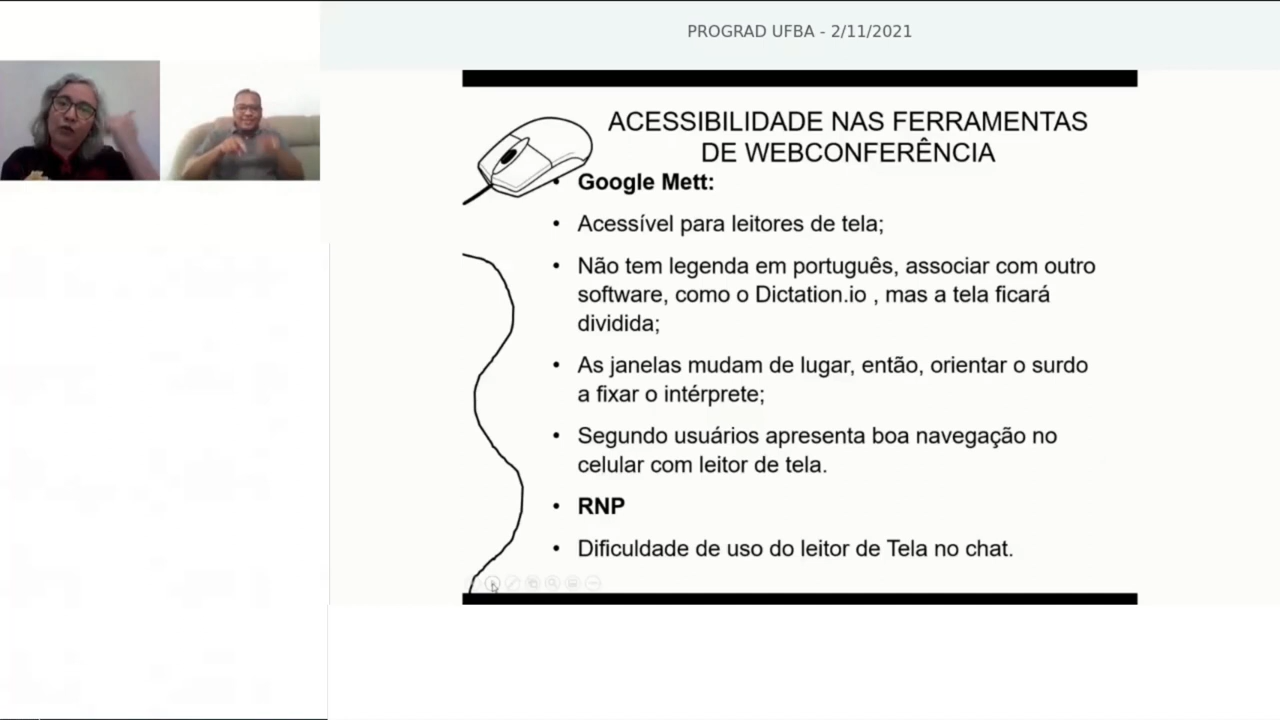 PROGRAD UFBA - 2/11/2021
ACESSIBILIDADE NAS FERRAMENTAS
DE WEBCONFERÊNCIA
• Google Mett:
• Acessível para leitores de tela;
• Não tem legenda em português, associar com outro
software, como o Dictation.io , mas a tela ficará
dividida;
• As janelas mudam de lugar, então, orientar o surdo
a fixar o intérprete;
• Segundo usuários apresenta boa navegação no
celular com leitor de tela.
• RNP
• Dificuldade de uso do leitor de Tela no chat.